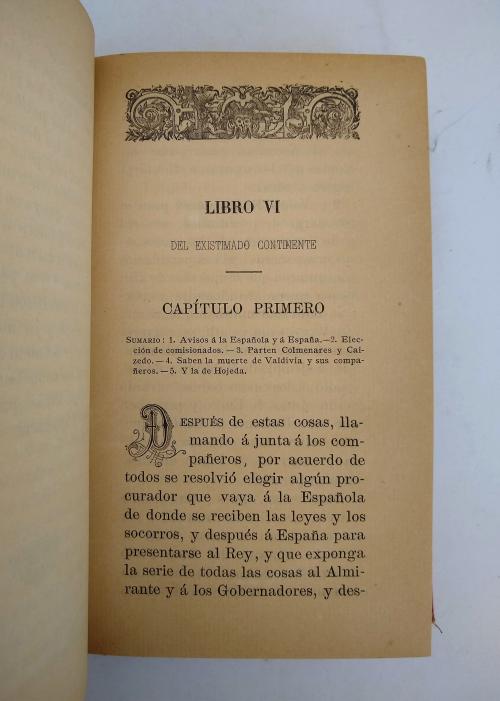 LIBRO VI
DEL EXISTIMADO CONTINENTE
CAPÍTULO PRIMERO
SUMARIO: 1. Avisos á la Española y á España.—2. Elec-
ción de comisionados.—3. Parten Colmenares y Cai-
zedo.—4. Saben la muerte de Valdivia y sus compa-
ñeros.—5. Y la de Hojeda.
DESPUÉS de estas cosas, lla-
mando á junta á los com-
pañeros, por acuerdo de
todos se resolvió elegir algún pro-
curador que vaya á la Española
de donde se reciben las leyes y los
socorros, y después á España para
presentarse al Rey, y que exponga
la serie de todas las cosas al Almi-
rante y á los Gobernadores, y des-